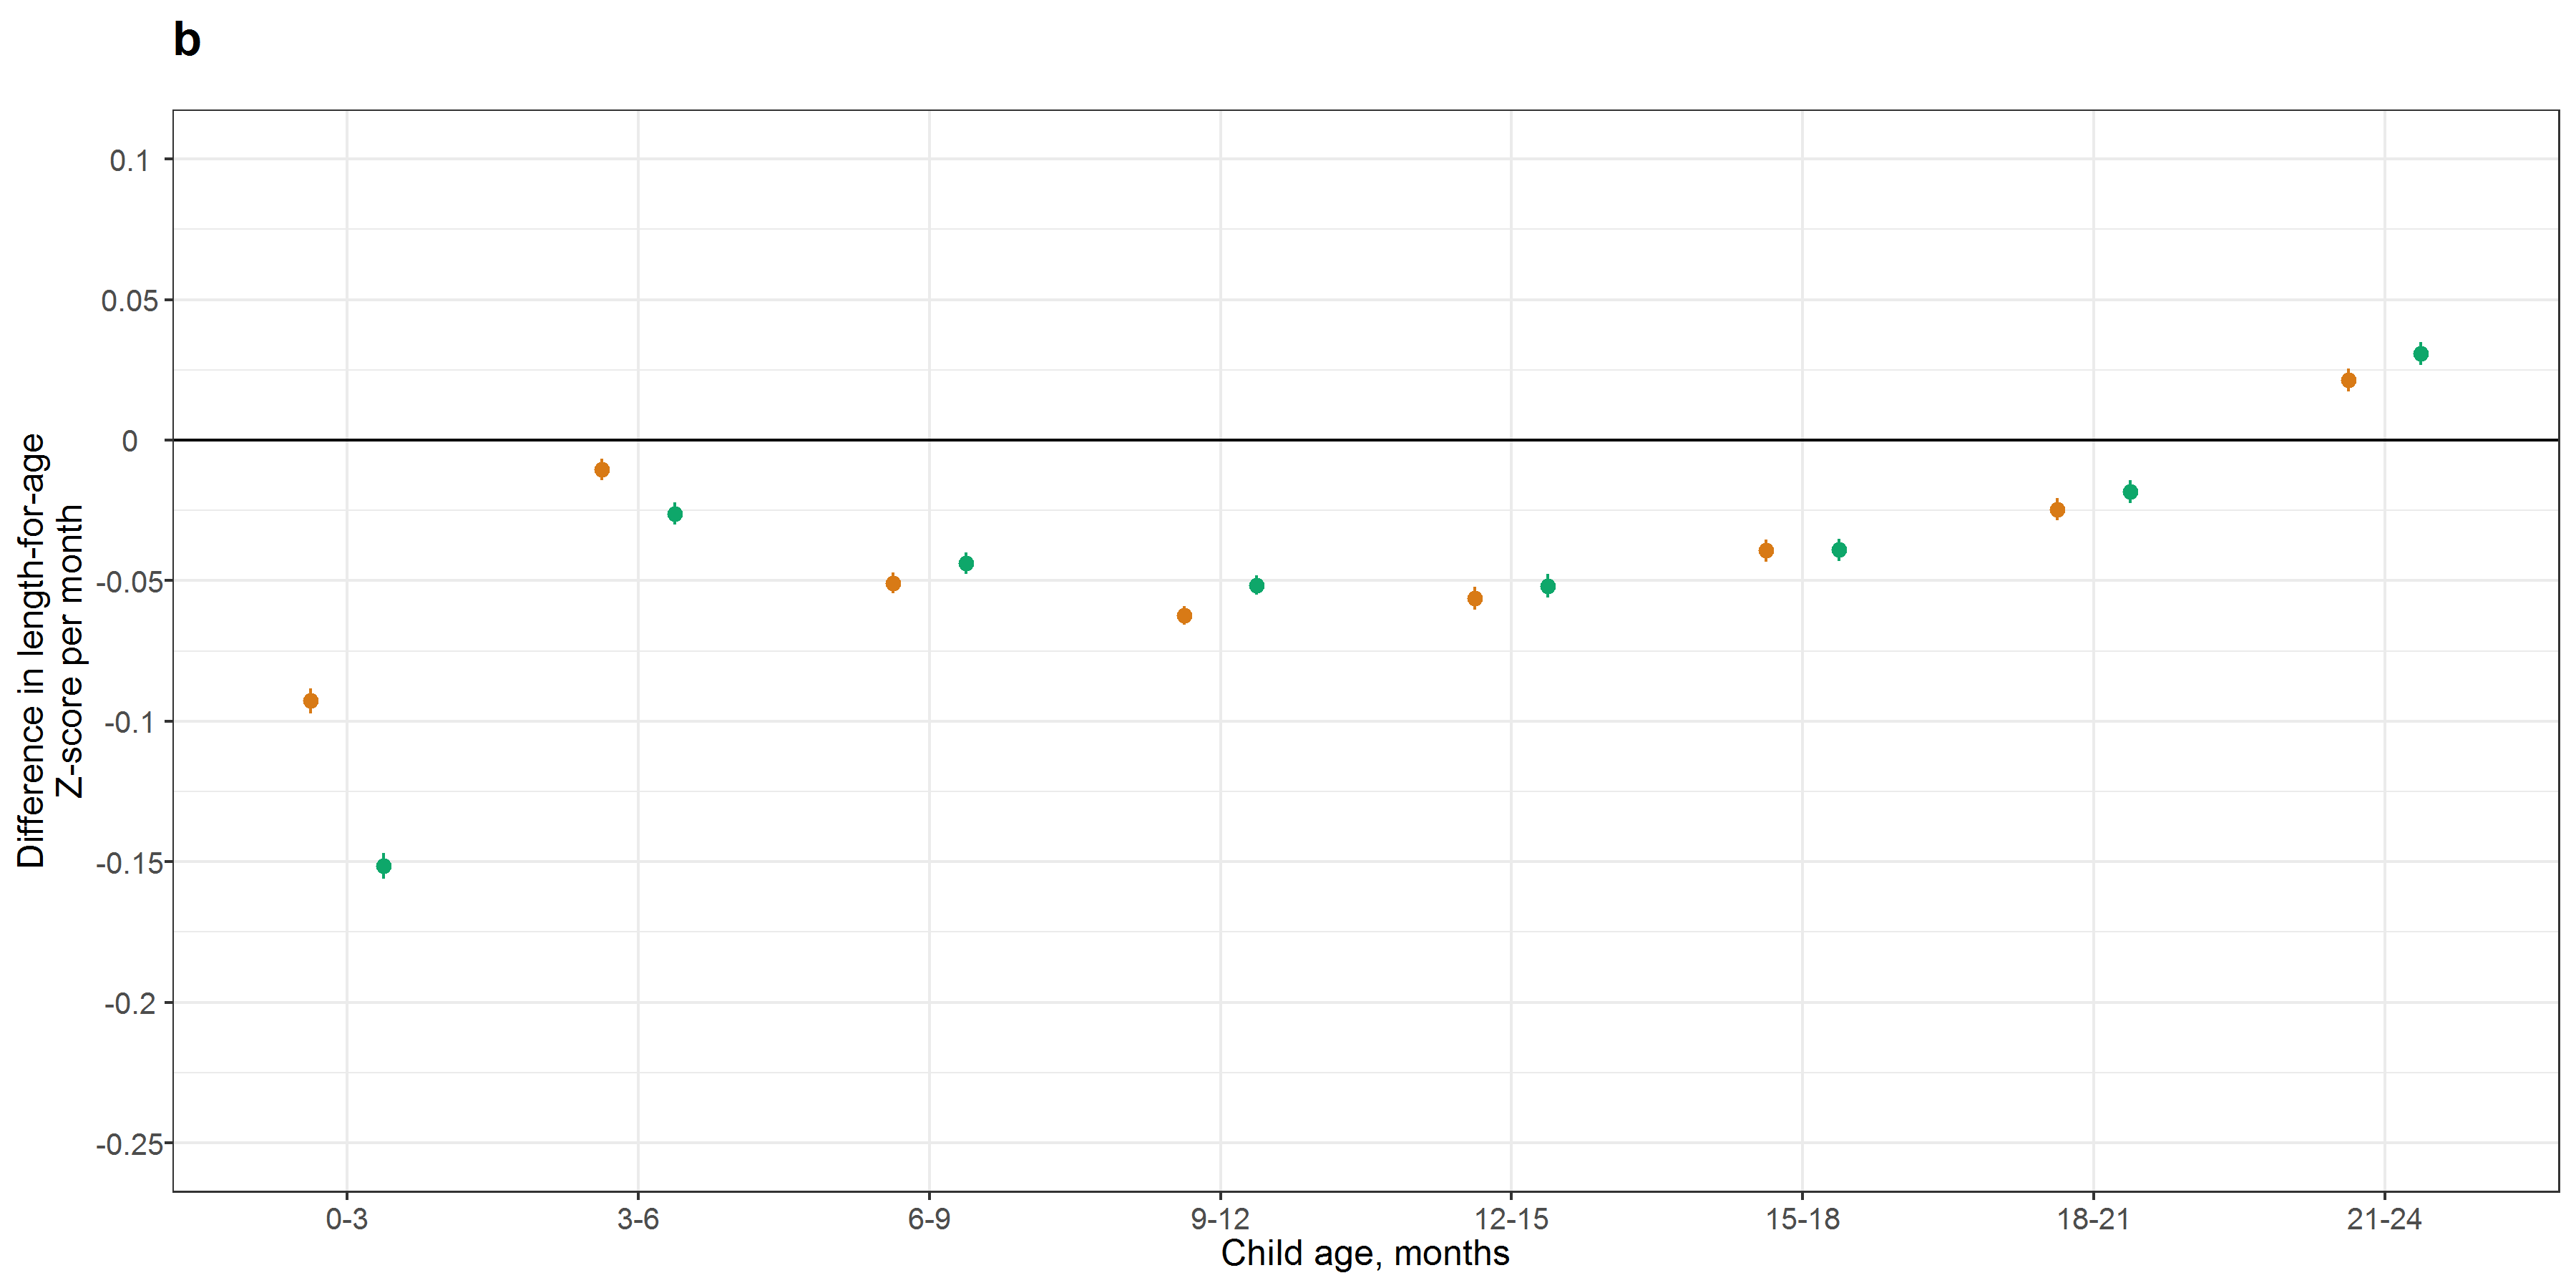 b
0.1
0.05
0
-0.05
-0.1
-0.15
-0.2
-0.25
Difference in length-for-age
Z-score per month
0-3 3-6 6-9 9-12 12-15 15-18 18-21 21-24
Child age, months